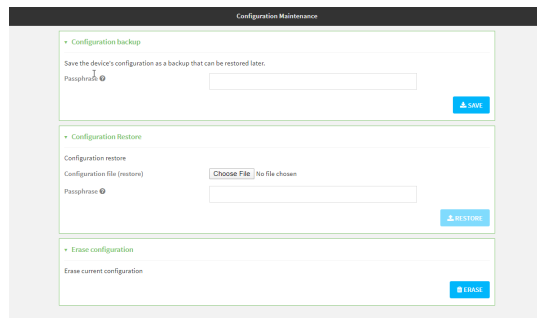 Configuration Maintenance
Configuration backup
Save the device's configuration as a backup that can be restored later.
Passphrase
SAVE
Configuration Restore
Configuration restore
Configuration file (restore) Choose File No file chosen
Passphrase
RESTORE
Erase configuration
Erase current configuration
ERASE